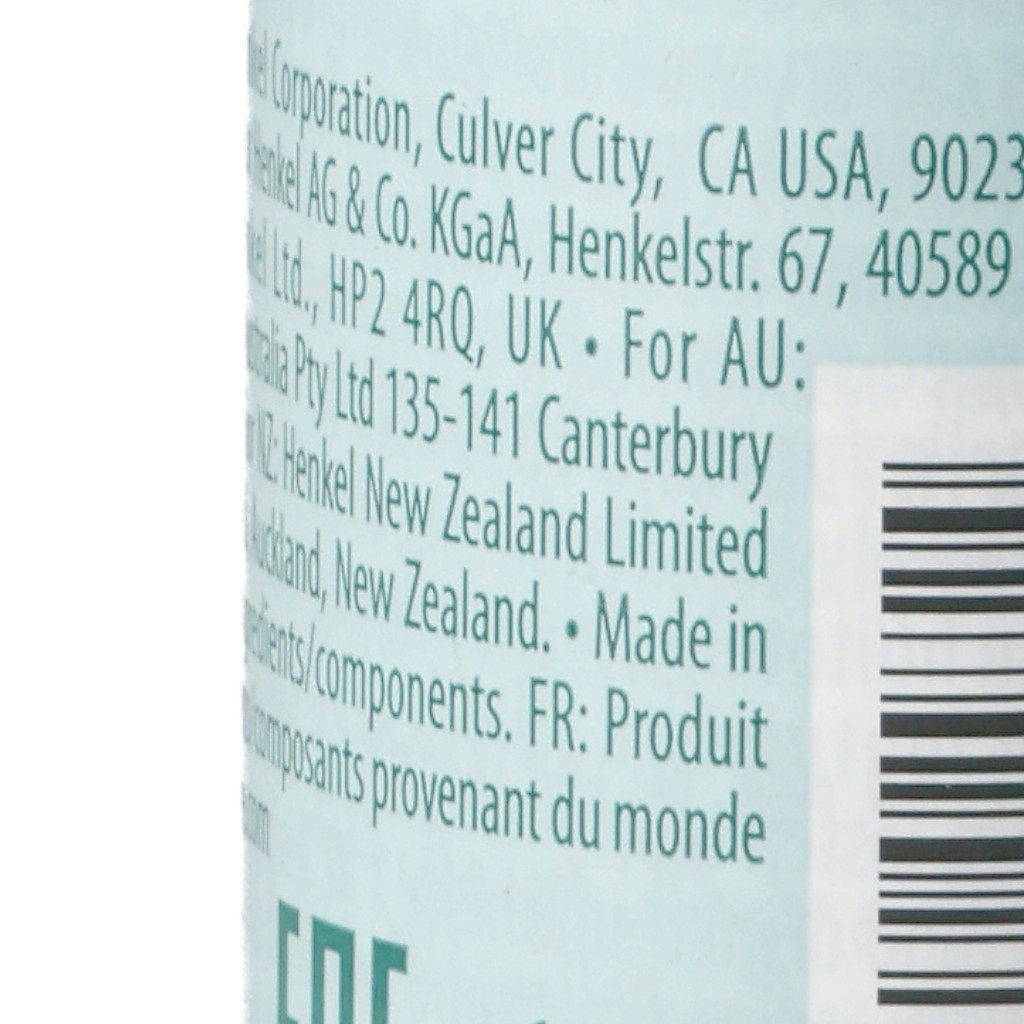 Corporation, Culver City, CA USA, 9023
Henkel AG & Co. KGaA, Henkelstr. 67, 40589
Ltd., HP2 4RQ, UK • For AU:
Pty Ltd 135-141 Canterbury
NZ: Henkel New Zealand Limited
Auckland, New Zealand. • Made in
components. FR: Produit
composants provenant du monde
EAC